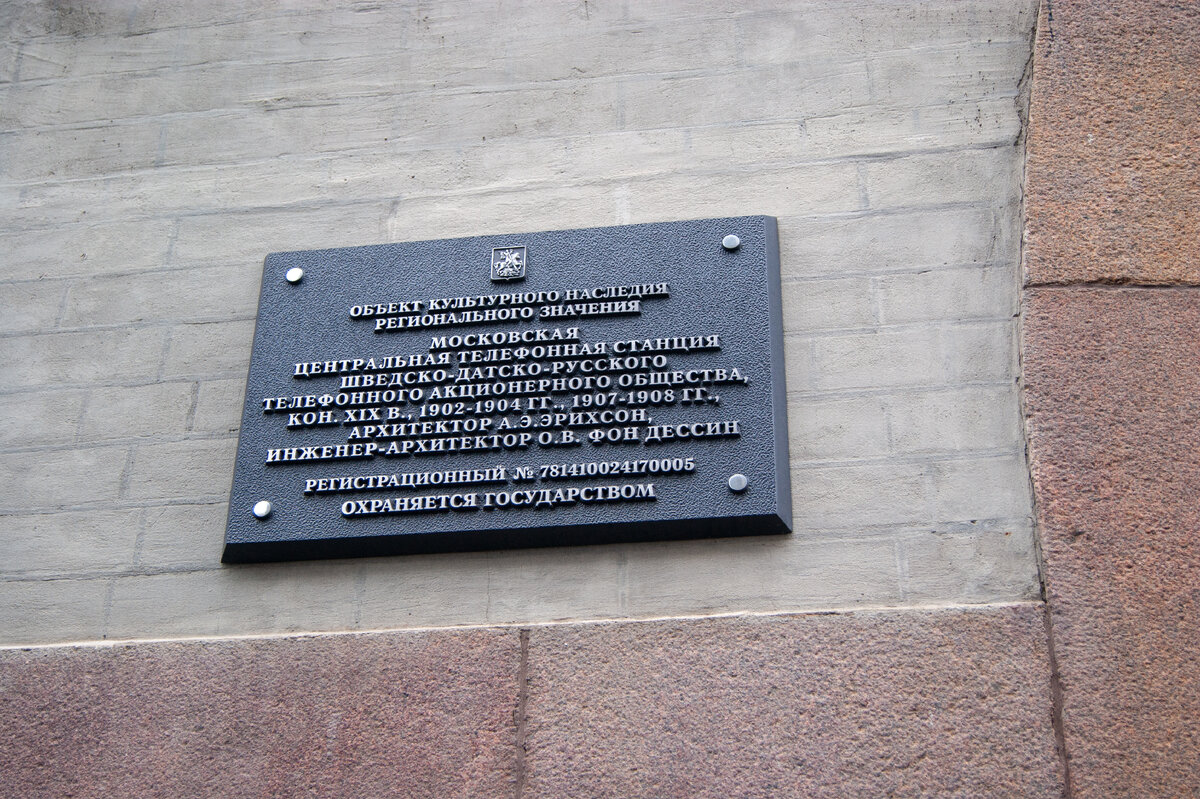 ОБЪЕКТ КУЛЬТУРНОГО НАСЛЕДИЯ
РЕГИОНАЛЬНОГО ЗНАЧЕНИЯ
МОСКОВСКАЯ
ЦЕНТРАЛЬНАЯ ТЕЛЕФОННАЯ СТАНЦИЯ
ШВЕДСКО-ДАТСКО-РУССКОГО
ТЕЛЕФОННОГО АКЦИОНЕРНОГО ОБЩЕСТВА,
КОН. XIX В., 1902-1904 ГГ., 1907-1908 ГГ.,
АРХИТЕКТОР А.Э.ЭРИХСОН,
ИНЖЕНЕР-АРХИТЕКТОР О.В. ФОН ДЕССИН
РЕГИСТРАЦИОННЫЙ № 781410024170005
ОХРАНЯЕТСЯ ГОСУДАРСТВОМ